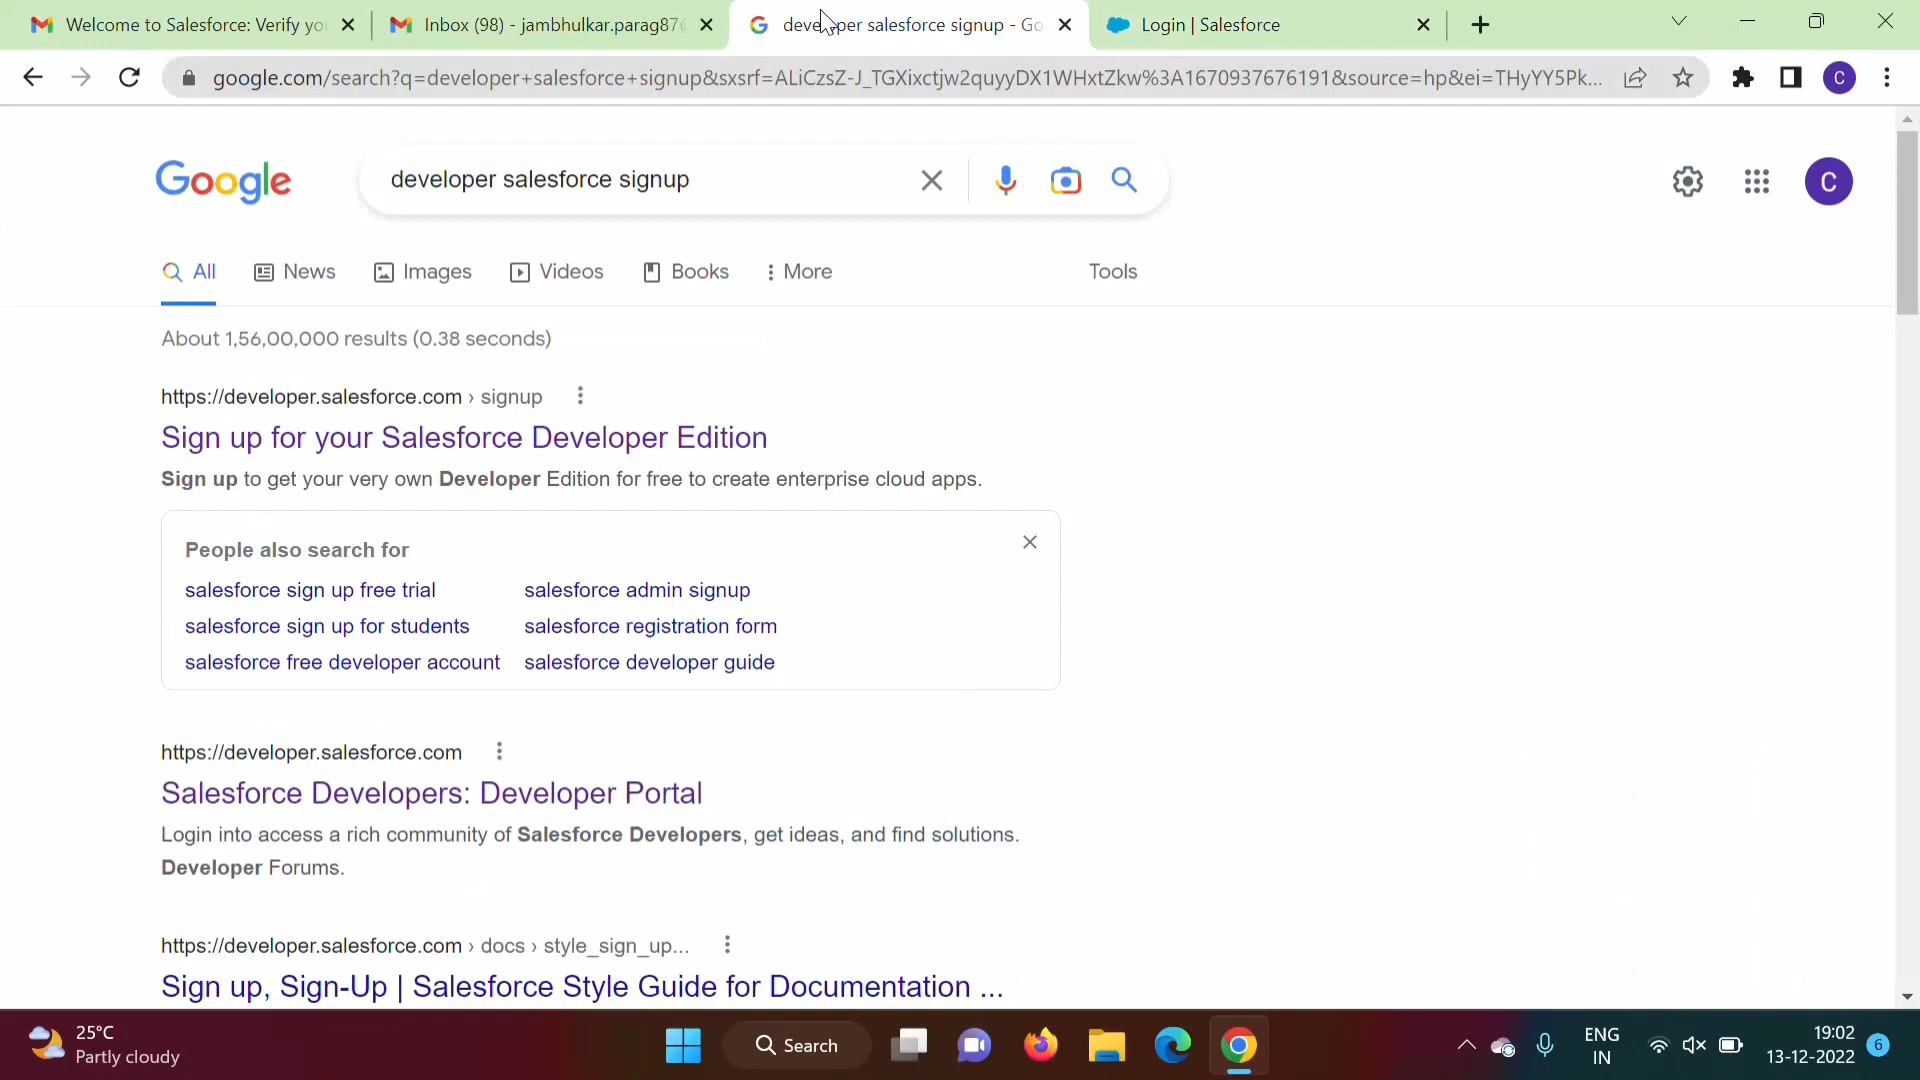 Welcome to Salesforce: Verify yo
Inbox (98) - jambhulkar.parag87
developer salesforce signup - Go
Login | Salesforce
google.com/search?q=developer+salesforce+signup&sxsrf=ALiCzsZ-J_TGXixctjw2quyyDX1WHxtZkw%3A1670937676191&source=hp&ei=THyYY5Pk...
C
Google
developer salesforce signup
C
All
News
Images
Videos
Books
More
Tools
About 1,56,00,000 results (0.38 seconds)
https://developer.salesforce.com › signup
Sign up for your Salesforce Developer Edition
Sign up to get your very own Developer Edition for free to create enterprise cloud apps.
People also search for
salesforce sign up free trial
salesforce admin signup
salesforce sign up for students
salesforce registration form
salesforce free developer account
salesforce developer guide
https://developer.salesforce.com
Salesforce Developers: Developer Portal
Login into access a rich community of Salesforce Developers, get ideas, and find solutions.
Developer Forums.
https://developer.salesforce.com › docs › style_sign_up...
Sign up, Sign-Up | Salesforce Style Guide for Documentation ...
25°C
Partly cloudy
Search
ENG
IN
19:02
13-12-2022
6